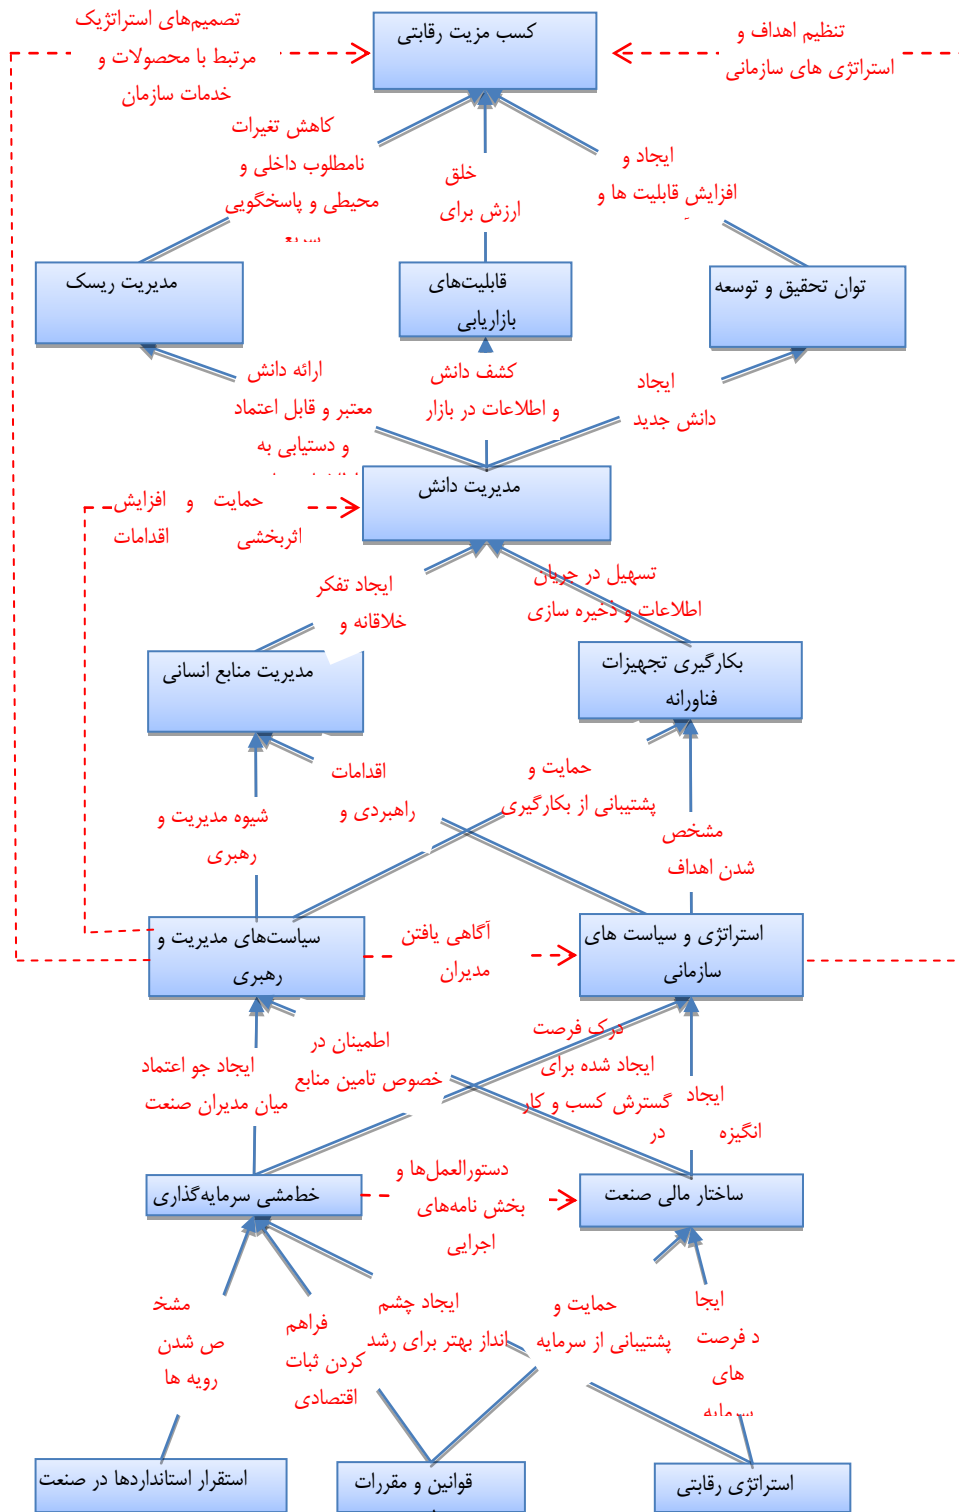 کسب مزیت رقابتی
تصمیم‌های استراتژیک
مرتبط با محصولات و
خدمات سازمان
تنظیم اهداف و
استراتژی های سازمانی
کاهش تغیرات
نامطلوب داخلی و
محیطی و پاسخگویی
سریع
خلق
ارزش برای
ایجاد و
افزایش قابلیت ها و
مدیریت ریسک
قابلیت‌های
بازاریابی
توان تحقیق و توسعه
ارائه دانش
معتبر و قابل اعتماد
و دستیابی به
کشف دانش
و اطلاعات در بازار
ایجاد
دانش جدید
مدیریت دانش
حمایت و افزایش
اثربخشی اقدامات
ایجاد تفکر
خلاقانه و
تسهیل در جریان
اطلاعات و ذخیره سازی
مدیریت منابع انسانی
بکارگیری تجهیزات
فناورانه
شیوه مدیریت و
رهبری
اقدامات
راهبردی و
حمایت و
پشتیبانی از بکارگیری
مشخص
شدن اهداف
سیاست‌های مدیریت و
رهبری
آگاهی یافتن
مدیران
استراتژی و سیاست های
سازمانی
ایجاد جو اعتماد
میان مدیران صنعت
اطمینان در
خصوص تامین منابع
درک فرصت
ایجاد شده برای
گسترش کسب و کار
در
ایجاد
انگیزه
خط‌مشی سرمایه‌گذاری
دستورالعمل‌ها و
بخش نامه‌های
اجرایی
ساختار مالی صنعت
مشخ
ص شدن
رویه ها
فراهم
کردن ثبات
اقتصادی
ایجاد چشم
انداز بهتر برای رشد
حمایت و
پشتیبانی از سرمایه
ایجا
د فرصت
های
سرمایه
استقرار استانداردها در صنعت
قوانین و مقررات
استراتژی رقابتی